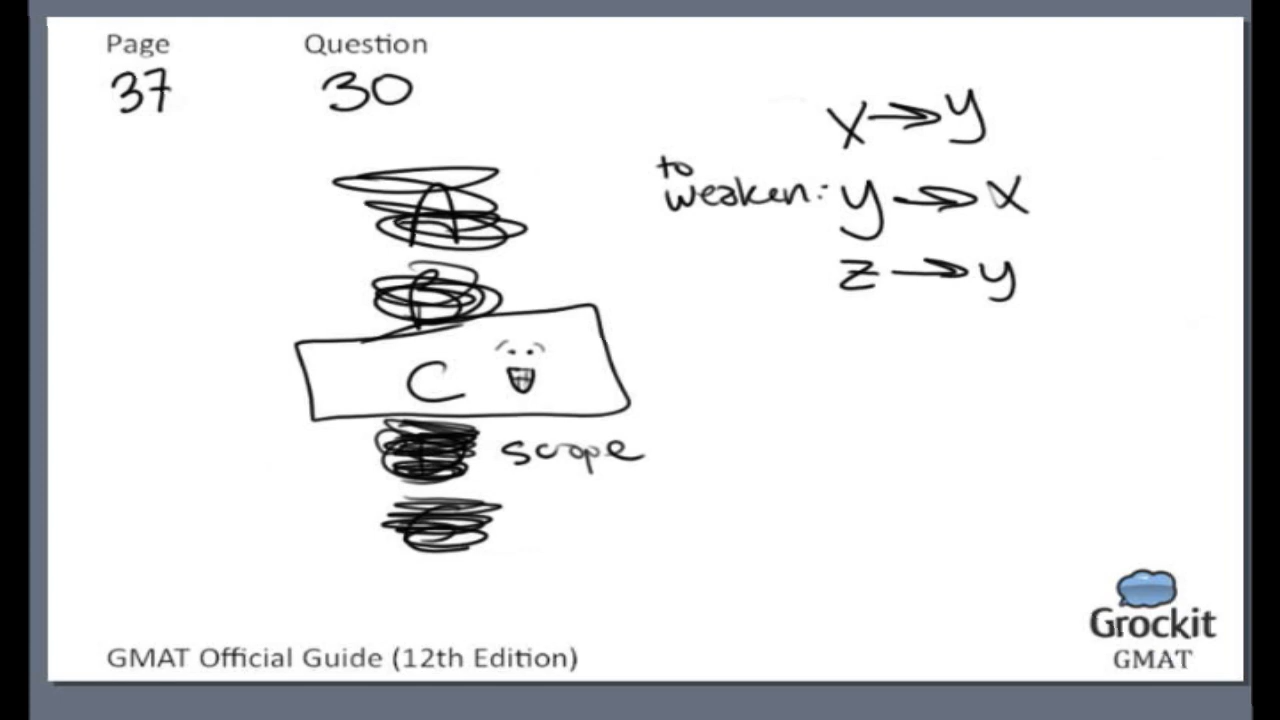 Page Question
37 30
X→y
to
weaken: y→X
z→y
A
B
C
scope
GMAT Official Guide (12th Edition)
Grockit
GMAT